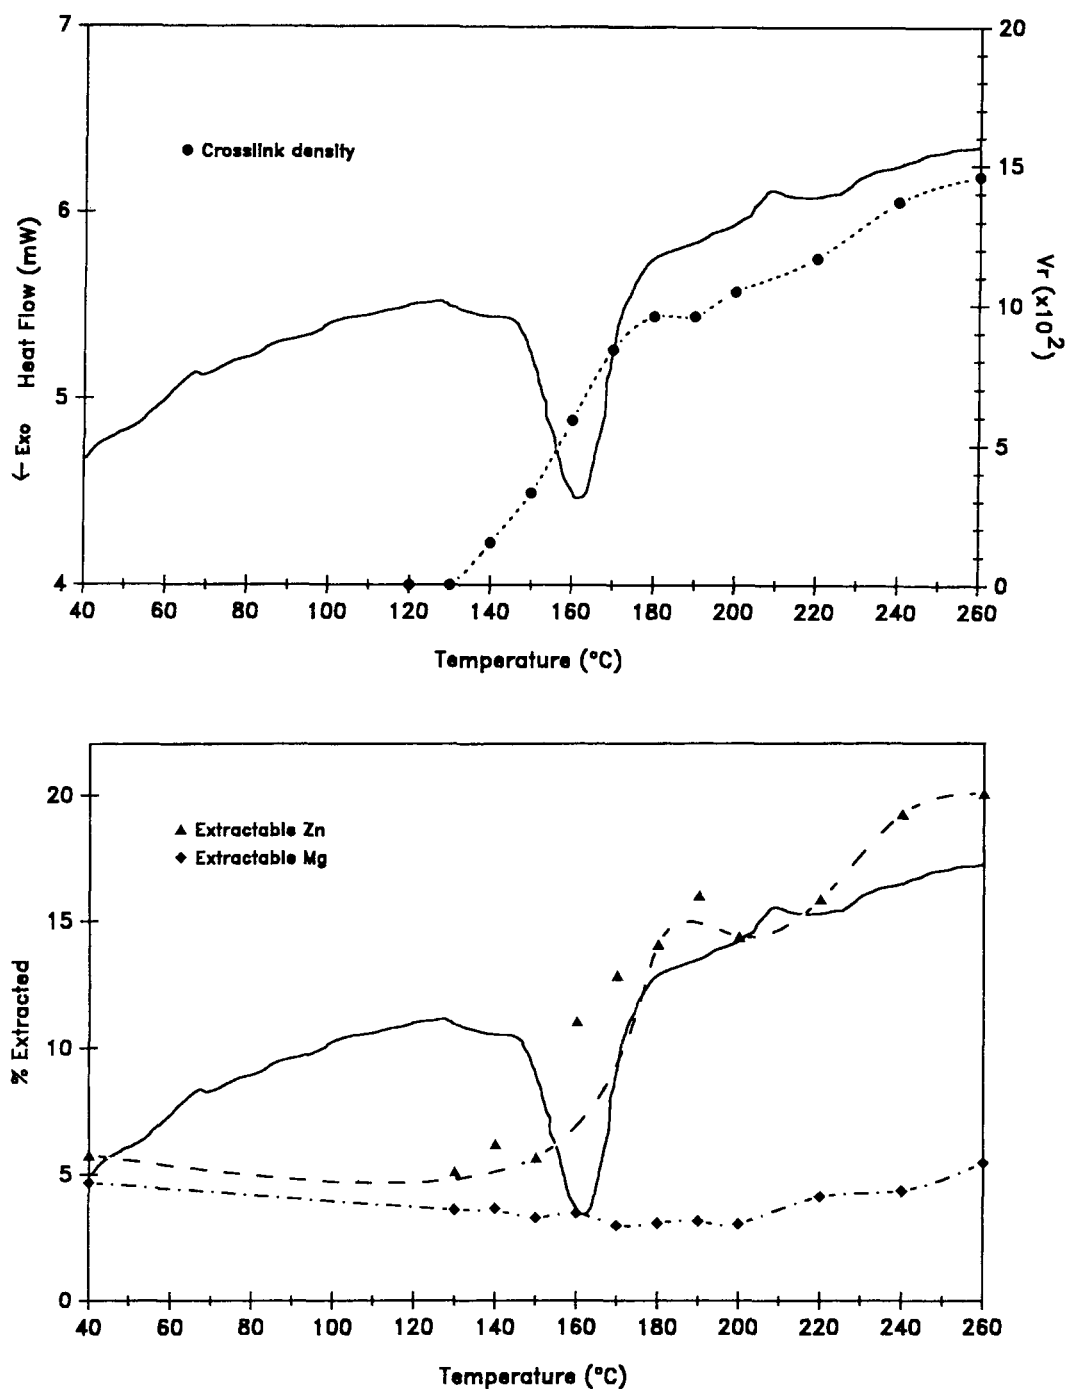 7
6
5
4
← Exo Heat Flow (mW)
● Crosslink density
20
15
10
5
0
Vr (x10²)
40 60 80 100 120 140 160 180 200 220 240 260
Temperature (°C)
20
15
10
5
0
% Extracted
▲ Extractable Zn
◆ Extractable Mg
40 60 80 100 120 140 160 180 200 220 240 260
Temperature (°C)